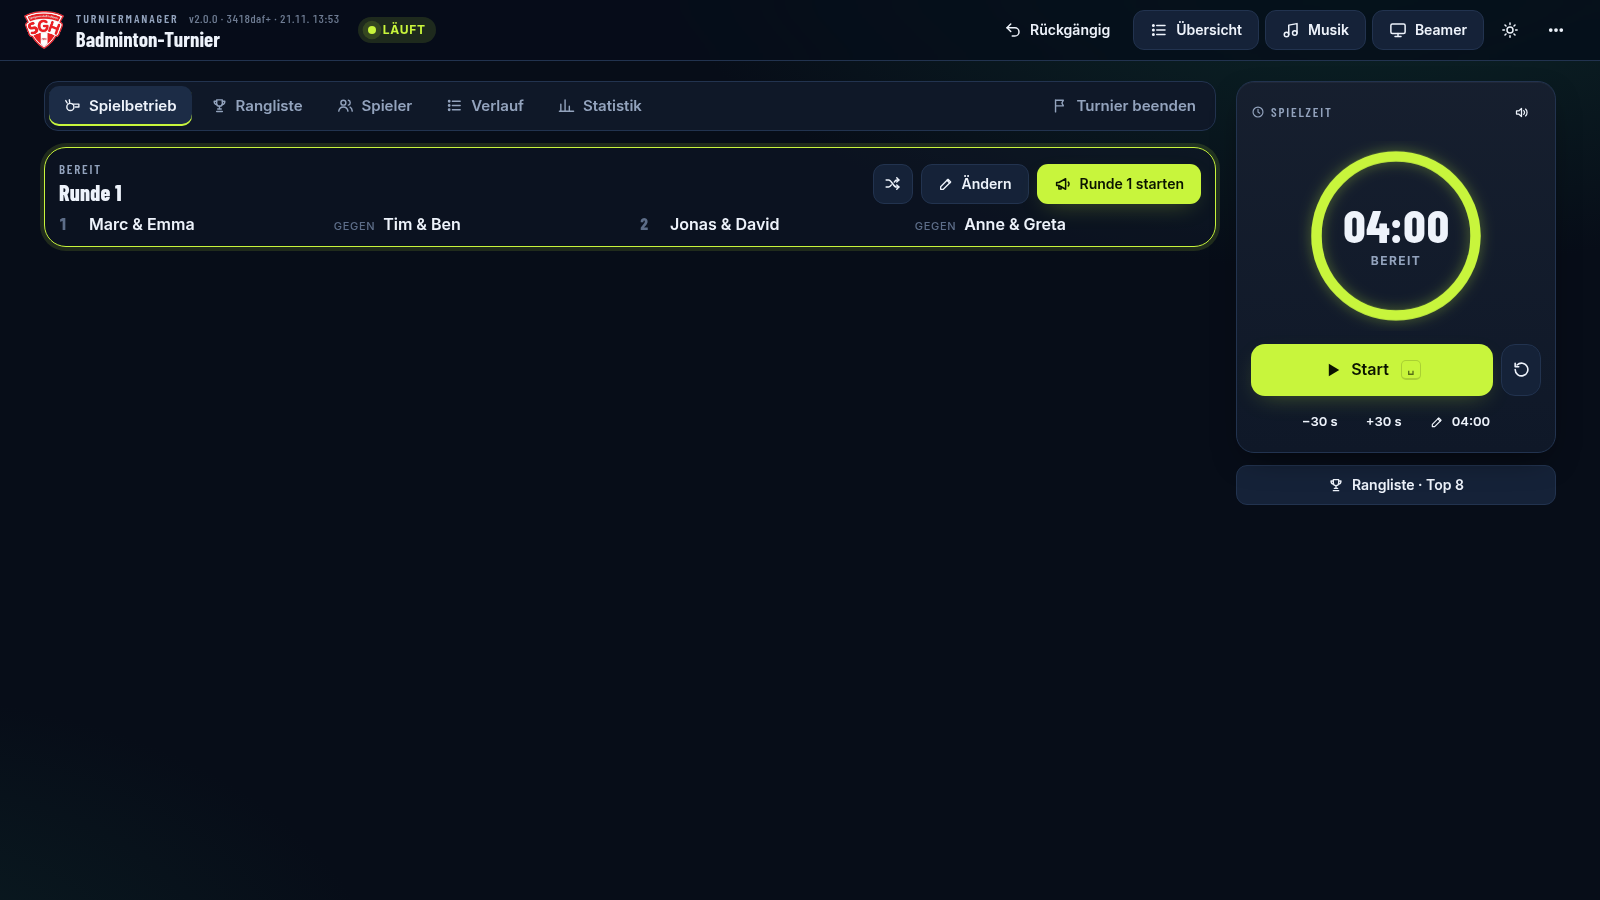 SGH
TURNIERMANAGER v2.0.0 · 3418daf+ · 21.11. 13:53
Badminton-Turnier
LÄUFT
Rückgängig
Übersicht
Musik
Beamer
Spielbetrieb
Rangliste
Spieler
Verlauf
Statistik
Turnier beenden
BEREIT
Runde 1
Ändern
Runde 1 starten
1 Marc & Emma GEGEN Tim & Ben
2 Jonas & David GEGEN Anne & Greta
SPIELZEIT
04:00
BEREIT
Start
−30 s
+30 s
04:00
Rangliste · Top 8